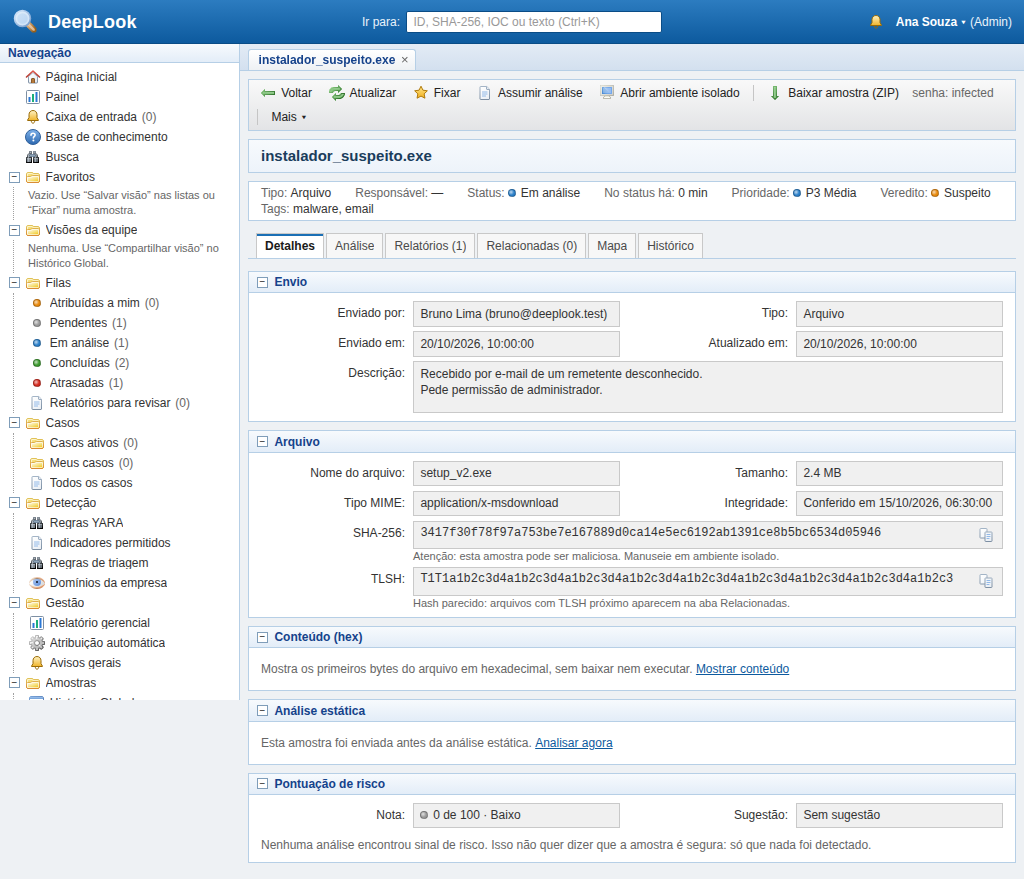 DeepLook
Ir para: ID, SHA-256, IOC ou texto (Ctrl+K)
Ana Souza ▾ (Admin)
Navegação
Página Inicial
Painel
Caixa de entrada (0)
Base de conhecimento
Busca
Favoritos
Vazio. Use “Salvar visão” nas listas ou
“Fixar” numa amostra.
Visões da equipe
Nenhuma. Use “Compartilhar visão” no
Histórico Global.
Filas
Atribuídas a mim (0)
Pendentes (1)
Em análise (1)
Concluídas (2)
Atrasadas (1)
Relatórios para revisar (0)
Casos
Casos ativos (0)
Meus casos (0)
Todos os casos
Detecção
Regras YARA
Indicadores permitidos
Regras de triagem
Domínios da empresa
Gestão
Relatório gerencial
Atribuição automática
Avisos gerais
Amostras
instalador_suspeito.exe ×
Voltar Atualizar Fixar Assumir análise Abrir ambiente isolado Baixar amostra (ZIP) senha: infected
Mais ▾
instalador_suspeito.exe
Tipo: Arquivo Responsável: — Status: Em análise No status há: 0 min Prioridade: P3 Média Veredito: Suspeito
Tags: malware, email
Detalhes Análise Relatórios (1) Relacionadas (0) Mapa Histórico
Envio
Enviado por: Bruno Lima (bruno@deeplook.test) Tipo: Arquivo
Enviado em: 20/10/2026, 10:00:00 Atualizado em: 20/10/2026, 10:00:00
Descrição: Recebido por e-mail de um remetente desconhecido.
Pede permissão de administrador.
Arquivo
Nome do arquivo: setup_v2.exe Tamanho: 2.4 MB
Tipo MIME: application/x-msdownload Integridade: Conferido em 15/10/2026, 06:30:00
SHA-256: 3417f30f78f97a753be7e167889d0ca14e5ec6192ab1391ce8b5bc6534d05946
Atenção: esta amostra pode ser maliciosa. Manuseie em ambiente isolado.
TLSH: T1T1a1b2c3d4a1b2c3d4a1b2c3d4a1b2c3d4a1b2c3d4a1b2c3d4a1b2c3d4a1b2c3d4a1b2c3
Hash parecido: arquivos com TLSH próximo aparecem na aba Relacionadas.
Conteúdo (hex)
Mostra os primeiros bytes do arquivo em hexadecimal, sem baixar nem executar. Mostrar conteúdo
Análise estática
Esta amostra foi enviada antes da análise estática. Analisar agora
Pontuação de risco
Nota: 0 de 100 · Baixo Sugestão: Sem sugestão
Nenhuma análise encontrou sinal de risco. Isso não quer dizer que a amostra é segura: só que nada foi detectado.